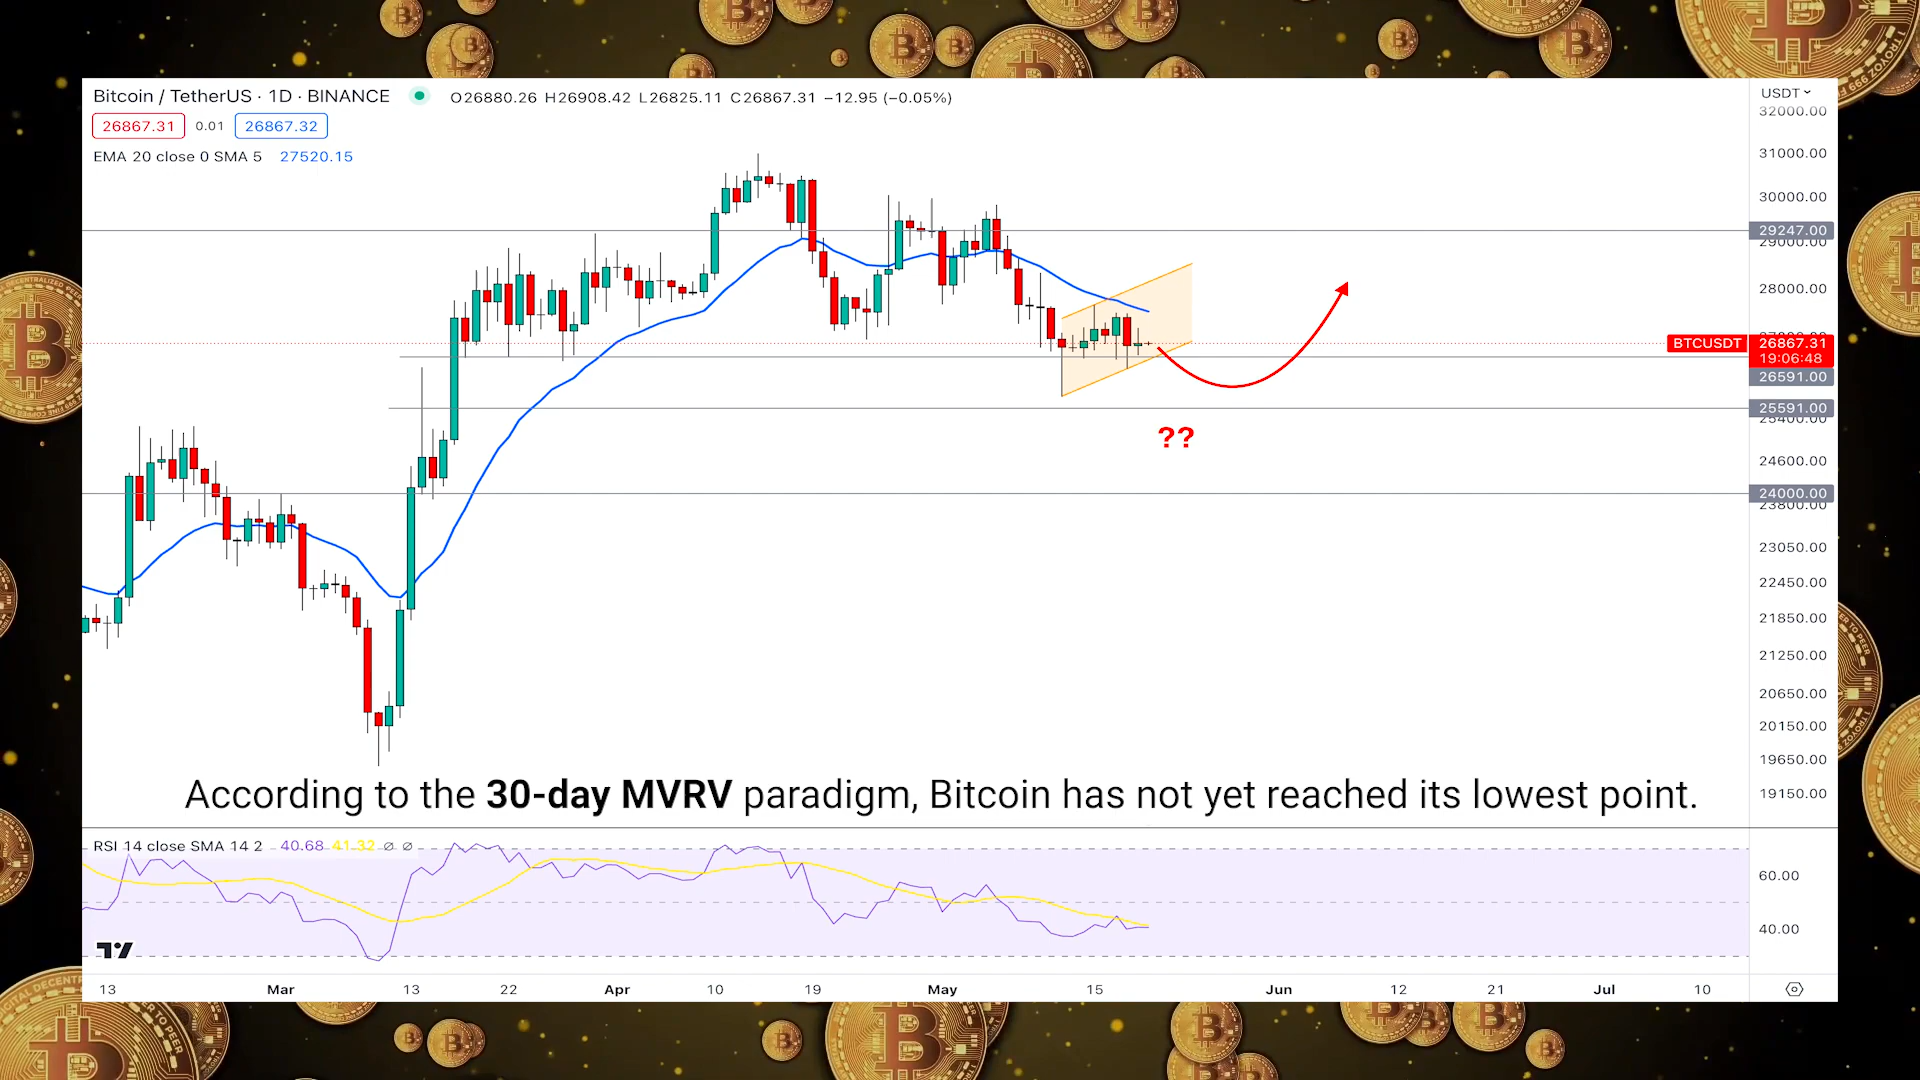 Bitcoin / TetherUS · 1D · BINANCE
O26880.26 H26908.42 L26825.11 C26867.31 −12.95 (−0.05%)
26867.31 0.01 26867.32
EMA 20 close 0 SMA 5 27520.15
USDT
32000.00
31000.00
30000.00
29247.00
29000.00
28000.00
BTCUSDT 26867.31
19:06:48
26591.00
25591.00
25400.00
24600.00
24000.00
23800.00
23050.00
22450.00
21850.00
21250.00
20650.00
20150.00
19650.00
19150.00
??
According to the 30-day MVRV paradigm, Bitcoin has not yet reached its lowest point.
RSI 14 close SMA 14 2 40.68 41.32 ∅ ∅
60.00
40.00
13 Mar 13 22 Apr 10 19 May 15 Jun 12 21 Jul 10